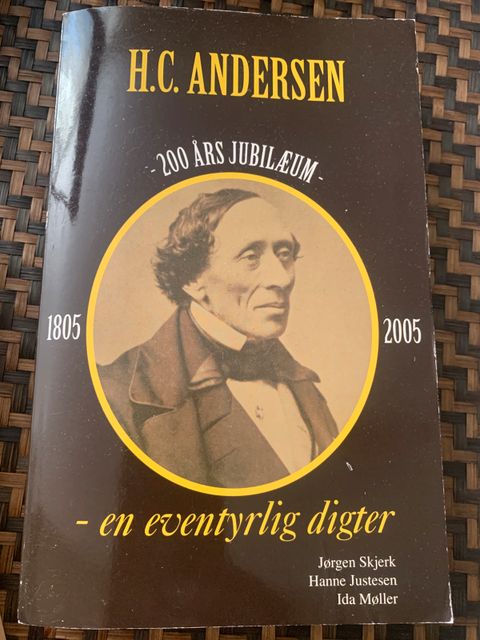 H.C. ANDERSEN
- 200 ÅRS JUBILÆUM -
1805
2005
- en eventyrlig digter
Jørgen Skjerk
Hanne Justesen
Ida Møller